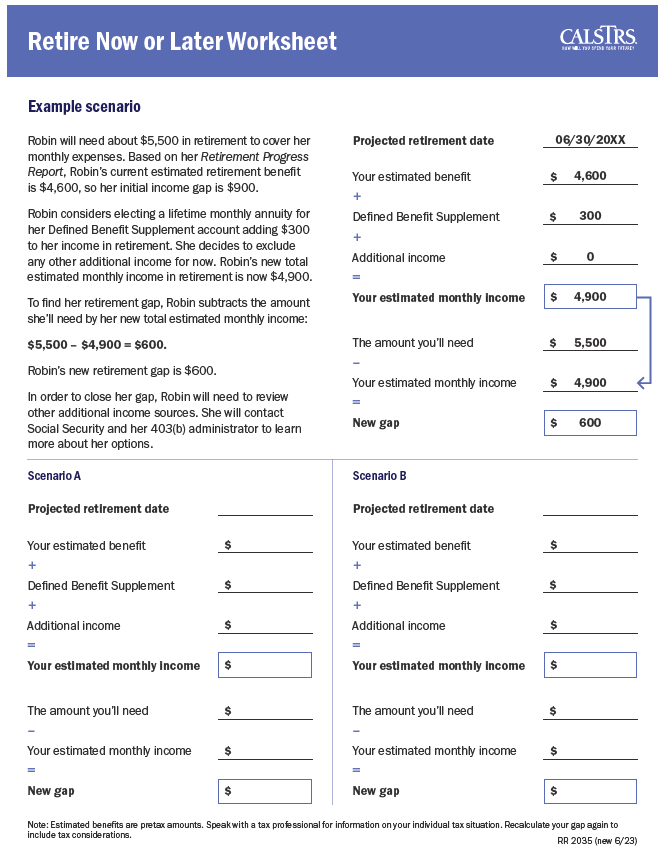 Retire Now or Later Worksheet
CALSTRS
HOW WILL YOU SPEND YOUR FUTURE?
Example scenario
Robin will need about $5,500 in retirement to cover her
monthly expenses. Based on her Retirement Progress
Report, Robin's current estimated retirement benefit
is $4,600, so her initial income gap is $900.
Robin considers electing a lifetime monthly annuity for
her Defined Benefit Supplement account adding $300
to her income in retirement. She decides to exclude
any other additional income for now. Robin's new total
estimated monthly income in retirement is now $4,900.
To find her retirement gap, Robin subtracts the amount
she'll need by her new total estimated monthly income:
$5,500 – $4,900 = $600.
Robin's new retirement gap is $600.
In order to close her gap, Robin will need to review
other additional income sources. She will contact
Social Security and her 403(b) administrator to learn
more about her options.
Projected retirement date 06/30/20XX
Your estimated benefit $ 4,600
+
Defined Benefit Supplement $ 300
+
Additional income $ 0
=
Your estimated monthly income $ 4,900
The amount you'll need $ 5,500
–
Your estimated monthly income $ 4,900
=
New gap $ 600
Scenario A
Projected retirement date
Your estimated benefit $
+
Defined Benefit Supplement $
+
Additional income $
=
Your estimated monthly income $
The amount you'll need $
–
Your estimated monthly income $
=
New gap $
Scenario B
Projected retirement date
Your estimated benefit $
+
Defined Benefit Supplement $
+
Additional income $
=
Your estimated monthly income $
The amount you'll need $
–
Your estimated monthly income $
=
New gap $
Note: Estimated benefits are pretax amounts. Speak with a tax professional for information on your individual tax situation. Recalculate your gap again to
include tax considerations.
RR 2035 (new 6/23)